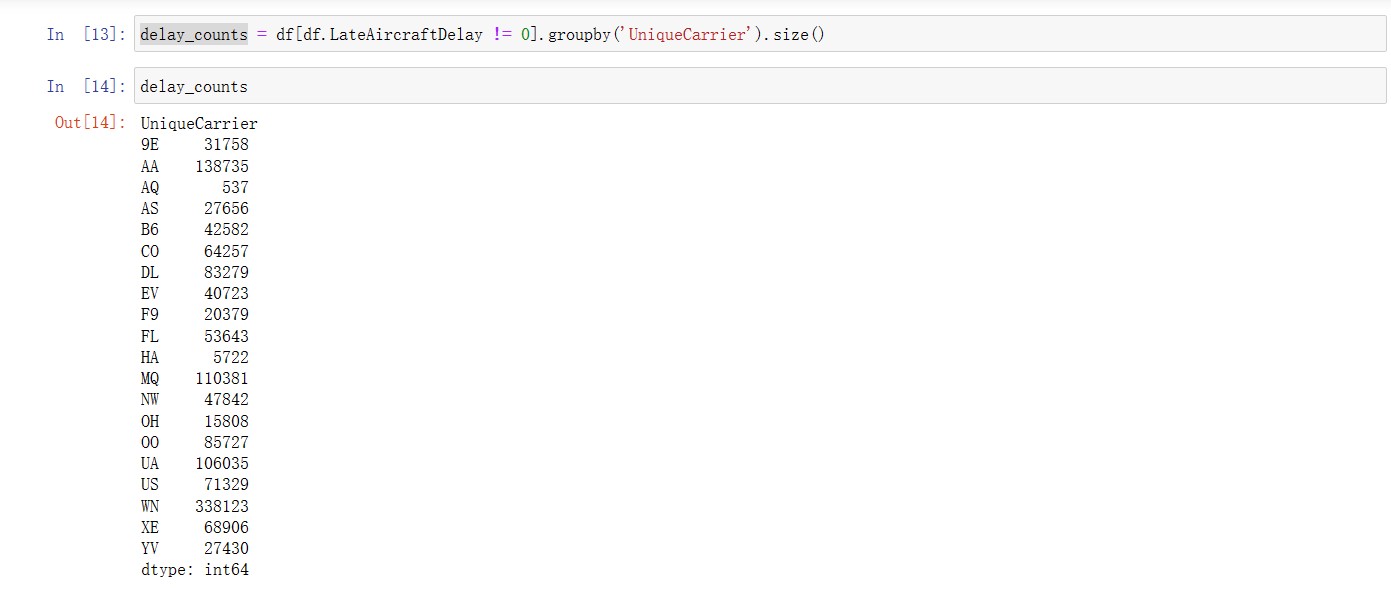 In [13]: delay_counts = df[df.LateAircraftDelay != 0].groupby('UniqueCarrier').size()
In [14]: delay_counts
Out[14]: UniqueCarrier
9E 31758
AA 138735
AQ 537
AS 27656
B6 42582
CO 64257
DL 83279
EV 40723
F9 20379
FL 53643
HA 5722
MQ 110381
NW 47842
OH 15808
OO 85727
UA 106035
US 71329
WN 338123
XE 68906
YV 27430
dtype: int64